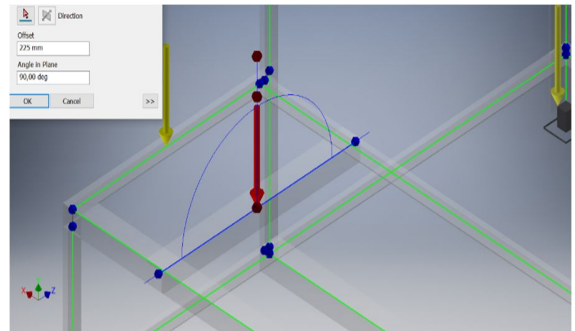 Direction
Offset
225 mm
Angle in Plane
90,00 deg
OK Cancel >>
X Z